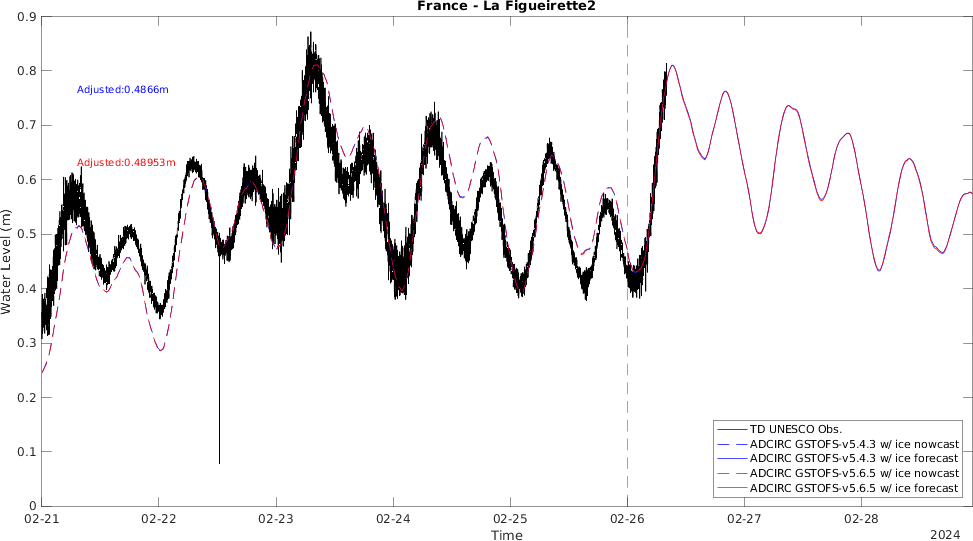 France - La Figueirette2
0.9
0.8
0.7
0.6
0.5
0.4
0.3
0.2
0.1
0
Water Level (m)
Adjusted:0.4866m
Adjusted:0.48953m
TD UNESCO Obs.
ADCIRC GSTOFS-v5.4.3 w/ ice nowcast
ADCIRC GSTOFS-v5.4.3 w/ ice forecast
ADCIRC GSTOFS-v5.6.5 w/ ice nowcast
ADCIRC GSTOFS-v5.6.5 w/ ice forecast
02-21 02-22 02-23 02-24 02-25 02-26 02-27 02-28
Time
2024